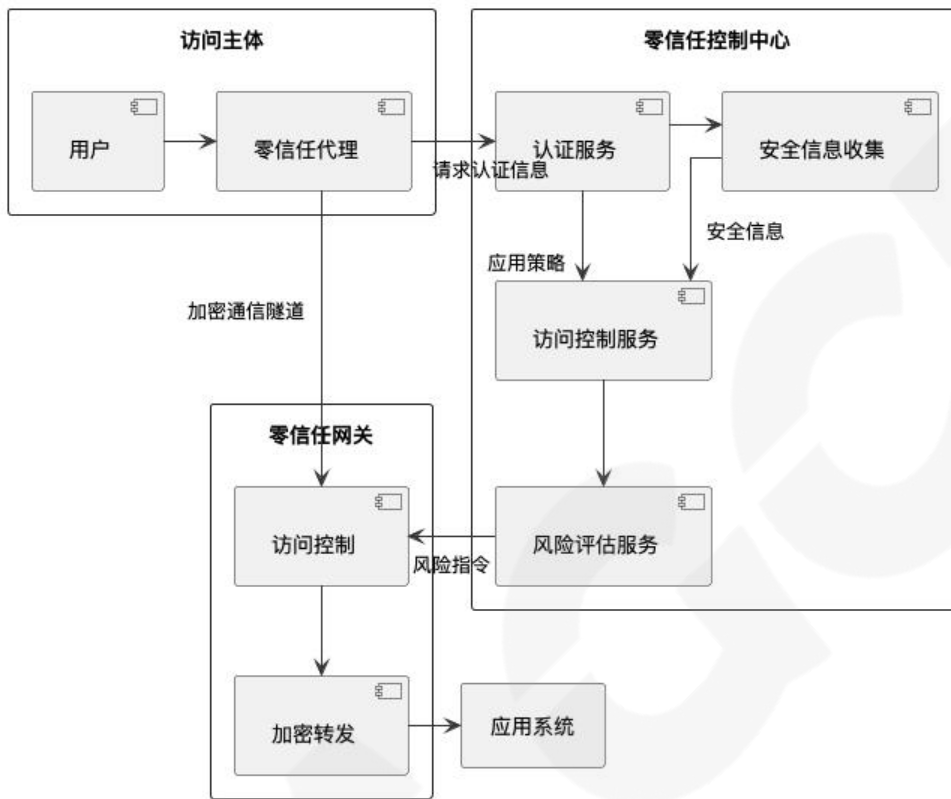 访问主体
零信任控制中心
用户
零信任代理
认证服务
安全信息收集
请求认证信息
安全信息
应用策略
加密通信隧道
访问控制服务
零信任网关
访问控制
风险评估服务
风险指令
加密转发
应用系统